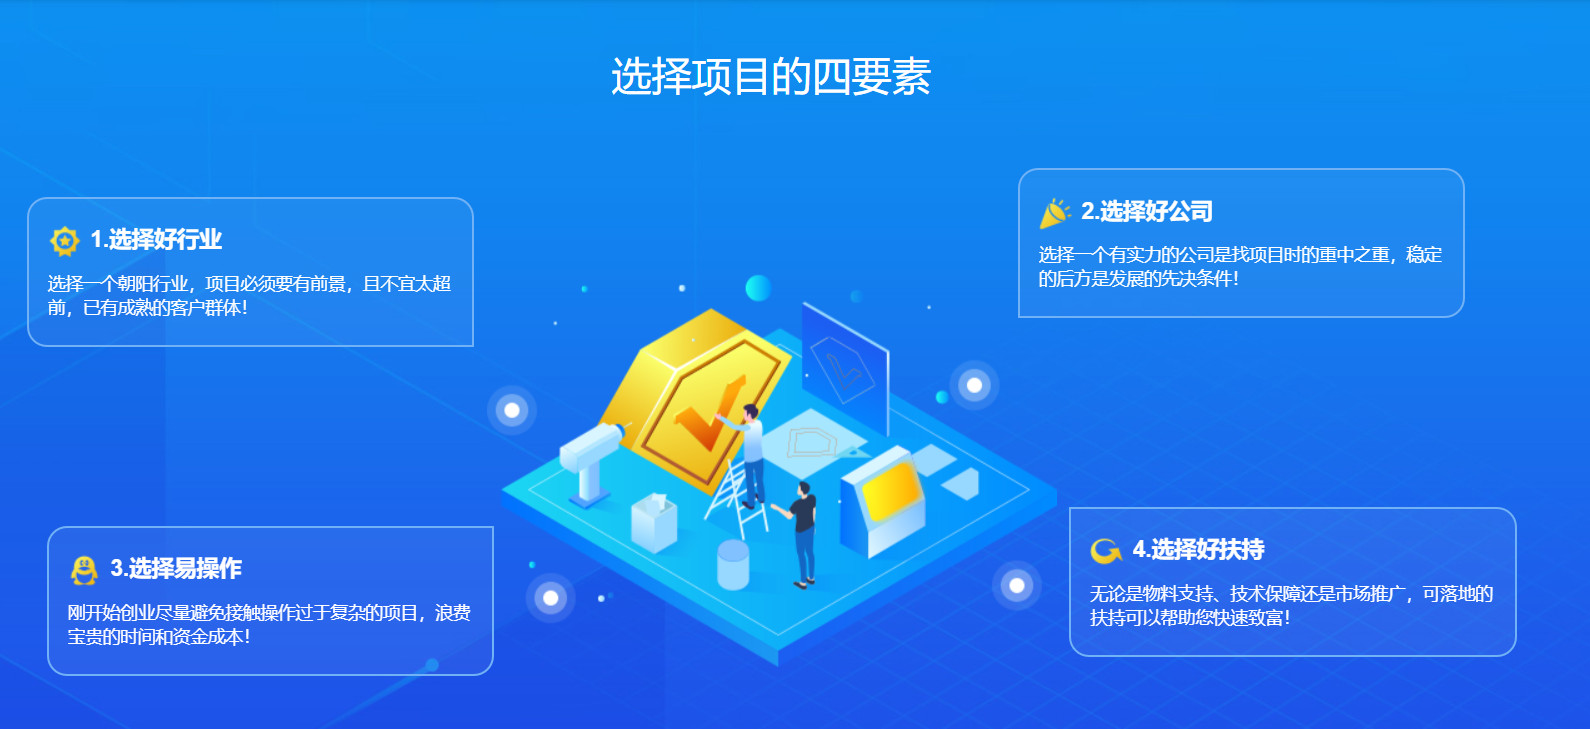 选择项目的四要素
1.选择好行业
选择一个朝阳行业，项目必须要有前景，且不宜太超
前，已有成熟的客户群体！
2.选择好公司
选择一个有实力的公司是找项目时的重中之重，稳定
的后方是发展的先决条件！
3.选择易操作
刚开始创业尽量避免接触操作过于复杂的项目，浪费
宝贵的时间和资金成本！
4.选择好扶持
无论是物料支持、技术保障还是市场推广，可落地的
扶持可以帮助您快速致富！